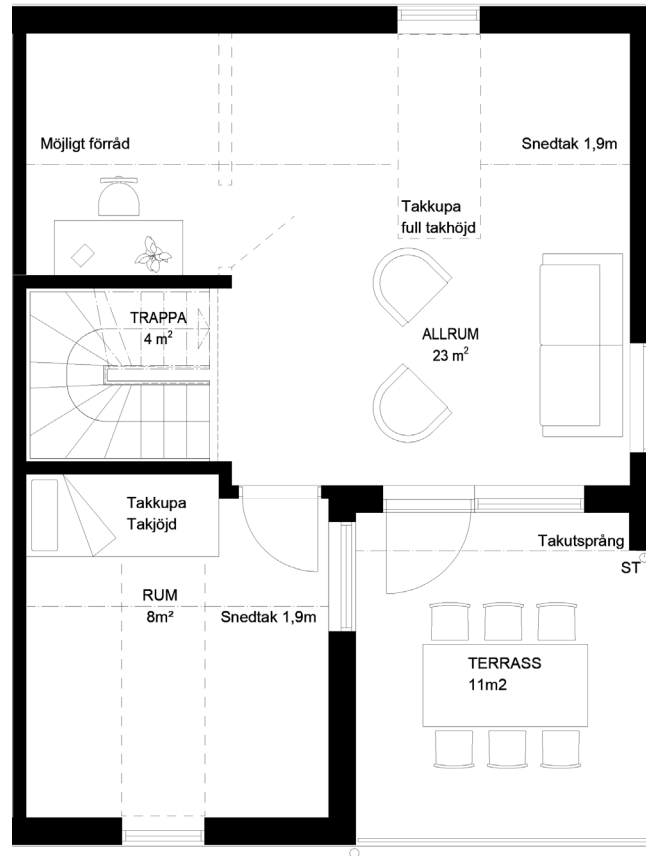 Möjligt förråd
Snedtak 1,9m
Takkupa
full takhöjd
TRAPPA
4 m²
ALLRUM
23 m²
Takkupa
Takjöjd
Takutsprång
ST
RUM
8m²
Snedtak 1,9m
TERRASS
11m2